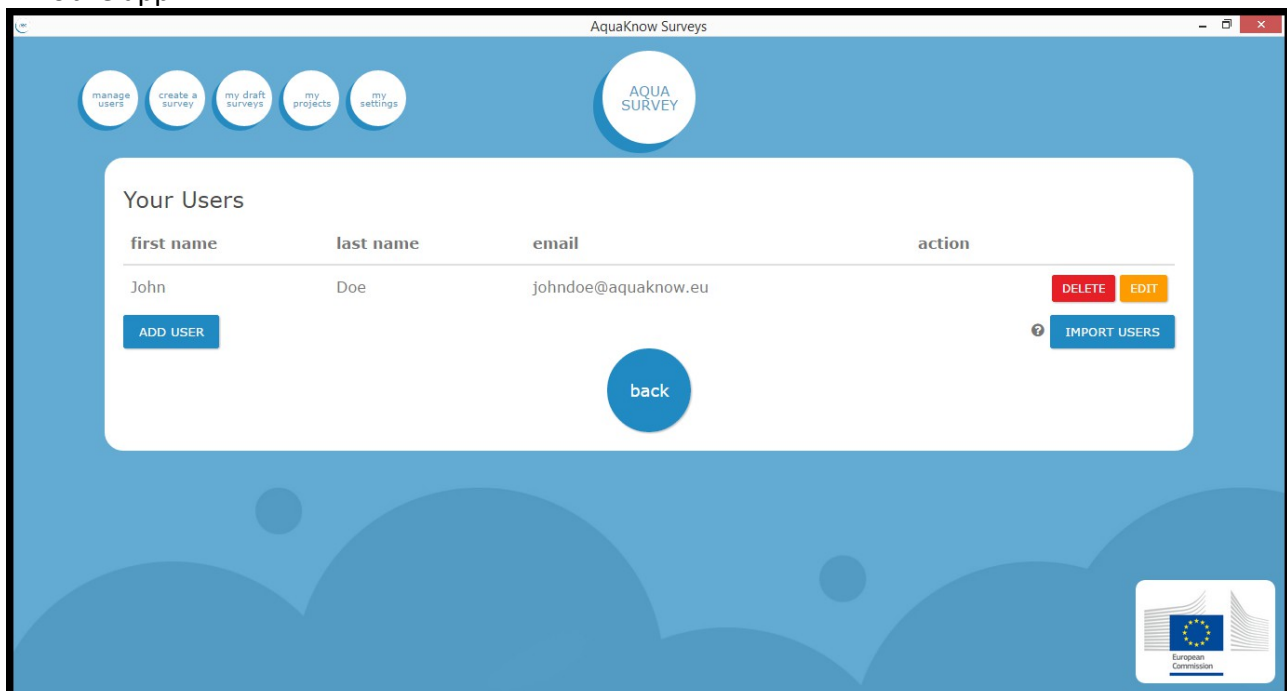 AquaKnow Surveys
manage
users
create a
survey
my draft
surveys
my
projects
my
settings
AQUA
SURVEY
Your Users
first name last name email action
John Doe johndoe@aquaknow.eu DELETE EDIT
ADD USER ? IMPORT USERS
back
European
Commission